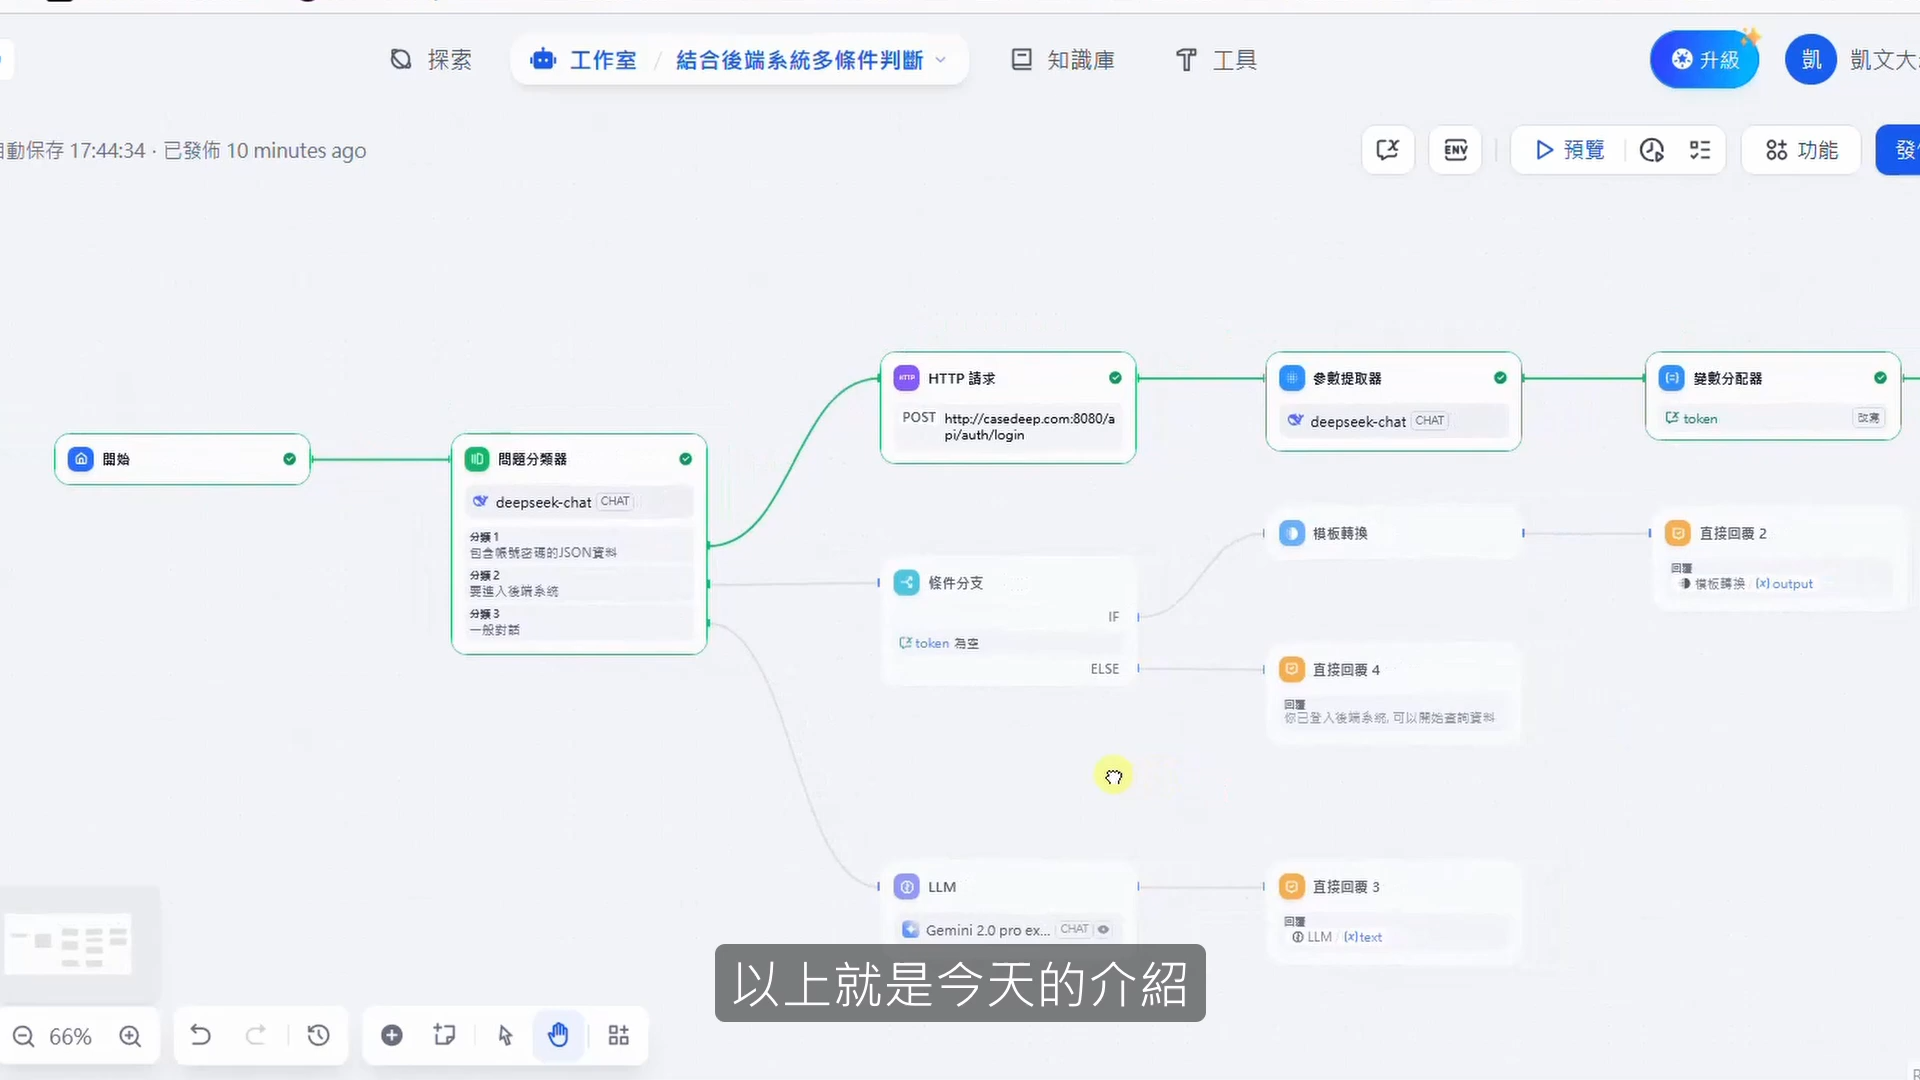 探索
工作室 / 結合後端系統多條件判斷
知識庫
工具
升級
凱
凱文大
動保存 17:44:34 · 已發佈 10 minutes ago
ENV
預覽
功能
發
開始
問題分類器
deepseek-chat CHAT
分類 1
包含帳號密碼的JSON資料
分類 2
要進入後端系統
分類 3
一般對話
HTTP HTTP 請求
POST http://casedeep.com:8080/a
pi/auth/login
參數提取器
deepseek-chat CHAT
變數分配器
token 改寫
條件分支
IF
token 為空
ELSE
模板轉換
直接回覆 2
回覆
模板轉換 / (x) output
直接回覆 4
回覆
你已登入後端系統, 可以開始查詢資料
LLM
Gemini 2.0 pro ex... CHAT
直接回覆 3
回覆
LLM / (x) text
以上就是今天的介紹
66%